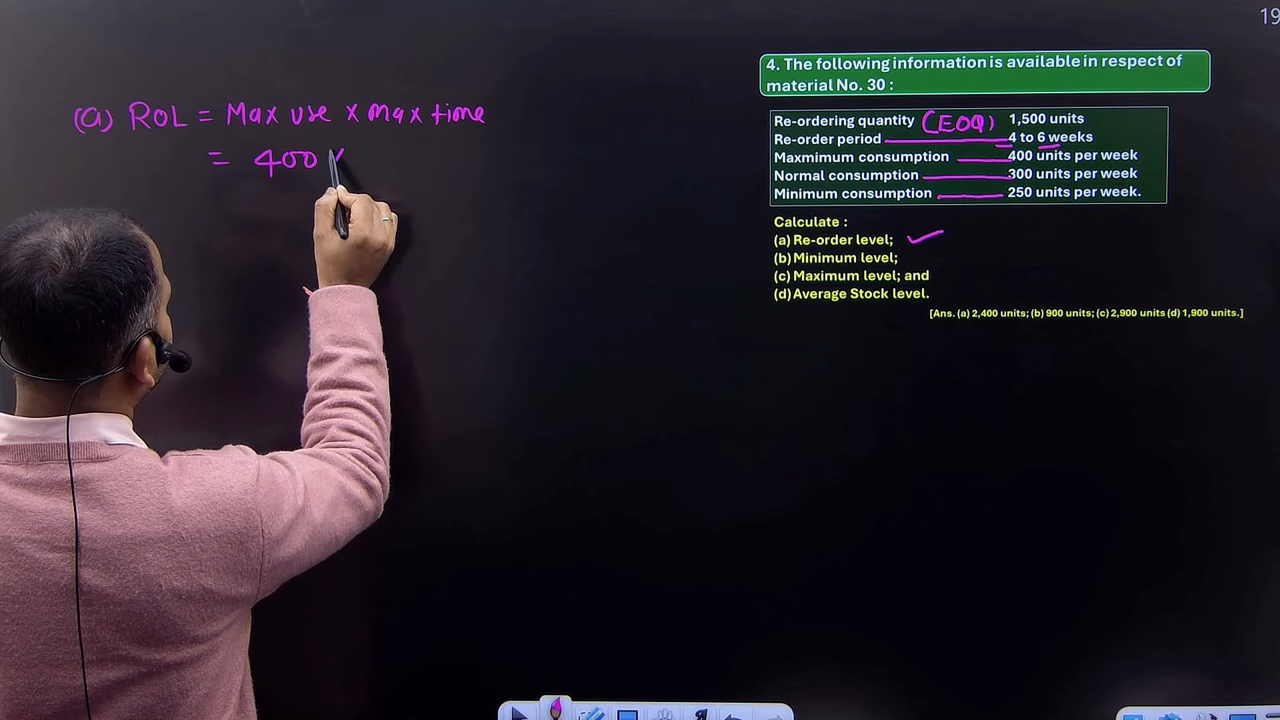 19
(a) ROL = Max use x max time
= 400 x
4. The following information is available in respect of
material No. 30 :
Re-ordering quantity (EOQ) 1,500 units
Re-order period 4 to 6 weeks
Maxmimum consumption 400 units per week
Normal consumption 300 units per week
Minimum consumption 250 units per week.
Calculate :
(a) Re-order level;
(b) Minimum level;
(c) Maximum level; and
(d) Average Stock level.
[Ans. (a) 2,400 units; (b) 900 units; (c) 2,900 units (d) 1,900 units.]